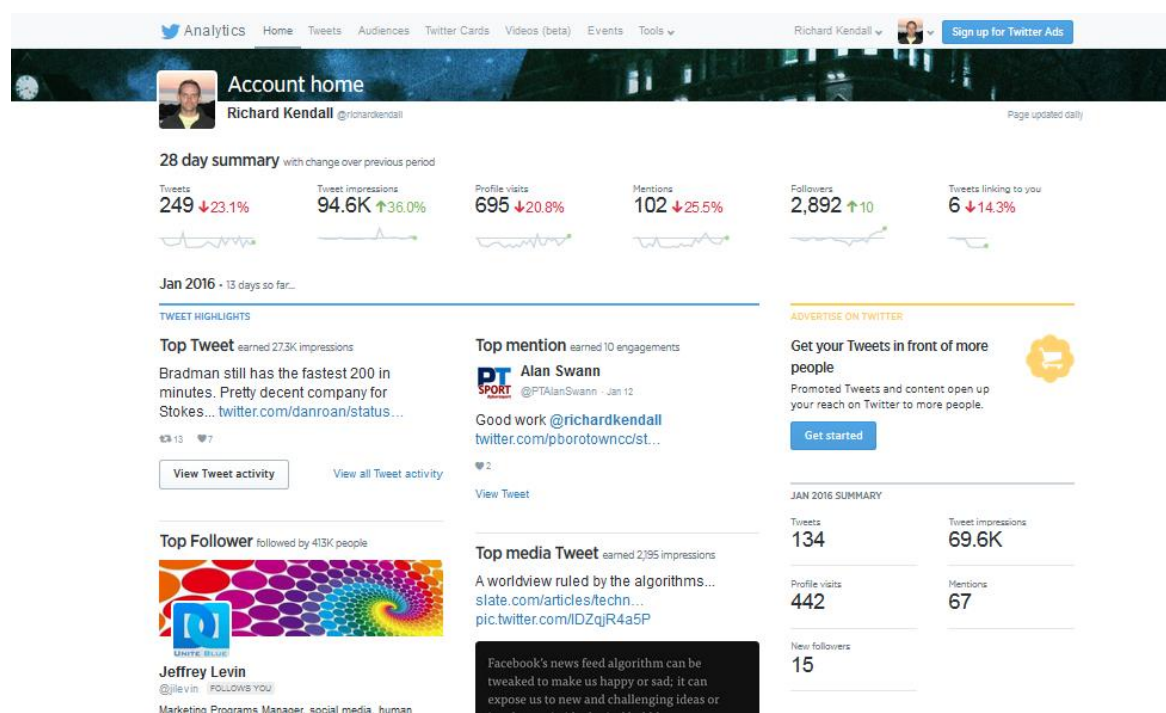 Analytics Home Tweets Audiences Twitter Cards Videos (beta) Events Tools Richard Kendall Sign up for Twitter Ads
Account home
Richard Kendall @richardkendall
Page updated daily
28 day summary with change over previous period
Tweets
249 ↓23.1%
Tweet impressions
94.6K ↑36.0%
Profile visits
695 ↓20.8%
Mentions
102 ↓25.5%
Followers
2,892 ↑10
Tweets linking to you
6 ↓14.3%
Jan 2016 • 13 days so far...
TWEET HIGHLIGHTS
Top Tweet earned 27.3K impressions
Bradman still has the fastest 200 in
minutes. Pretty decent company for
Stokes... twitter.com/danroan/status…
13 7
View Tweet activity
View all Tweet activity
Top mention earned 10 engagements
PT
SPORT
Alan Swann
@PTAlanSwann · Jan 12
Good work @richardkendall
twitter.com/pborotowncc/st…
2
View Tweet
Top Follower followed by 413K people
UNITE BLUE
Jeffrey Levin
@jilevin FOLLOWS YOU
Marketing Programs Manager, social media, human
Top media Tweet earned 2,195 impressions
A worldview ruled by the algorithms...
slate.com/articles/techn…
pic.twitter.com/IDZqjR4a5P
Facebook's news feed algorithm can be
tweaked to make us happy or sad; it can
expose us to new and challenging ideas or
ADVERTISE ON TWITTER
Get your Tweets in front of more
people
Promoted Tweets and content open up
your reach on Twitter to more people.
Get started
JAN 2016 SUMMARY
Tweets
134
Tweet impressions
69.6K
Profile visits
442
Mentions
67
New followers
15